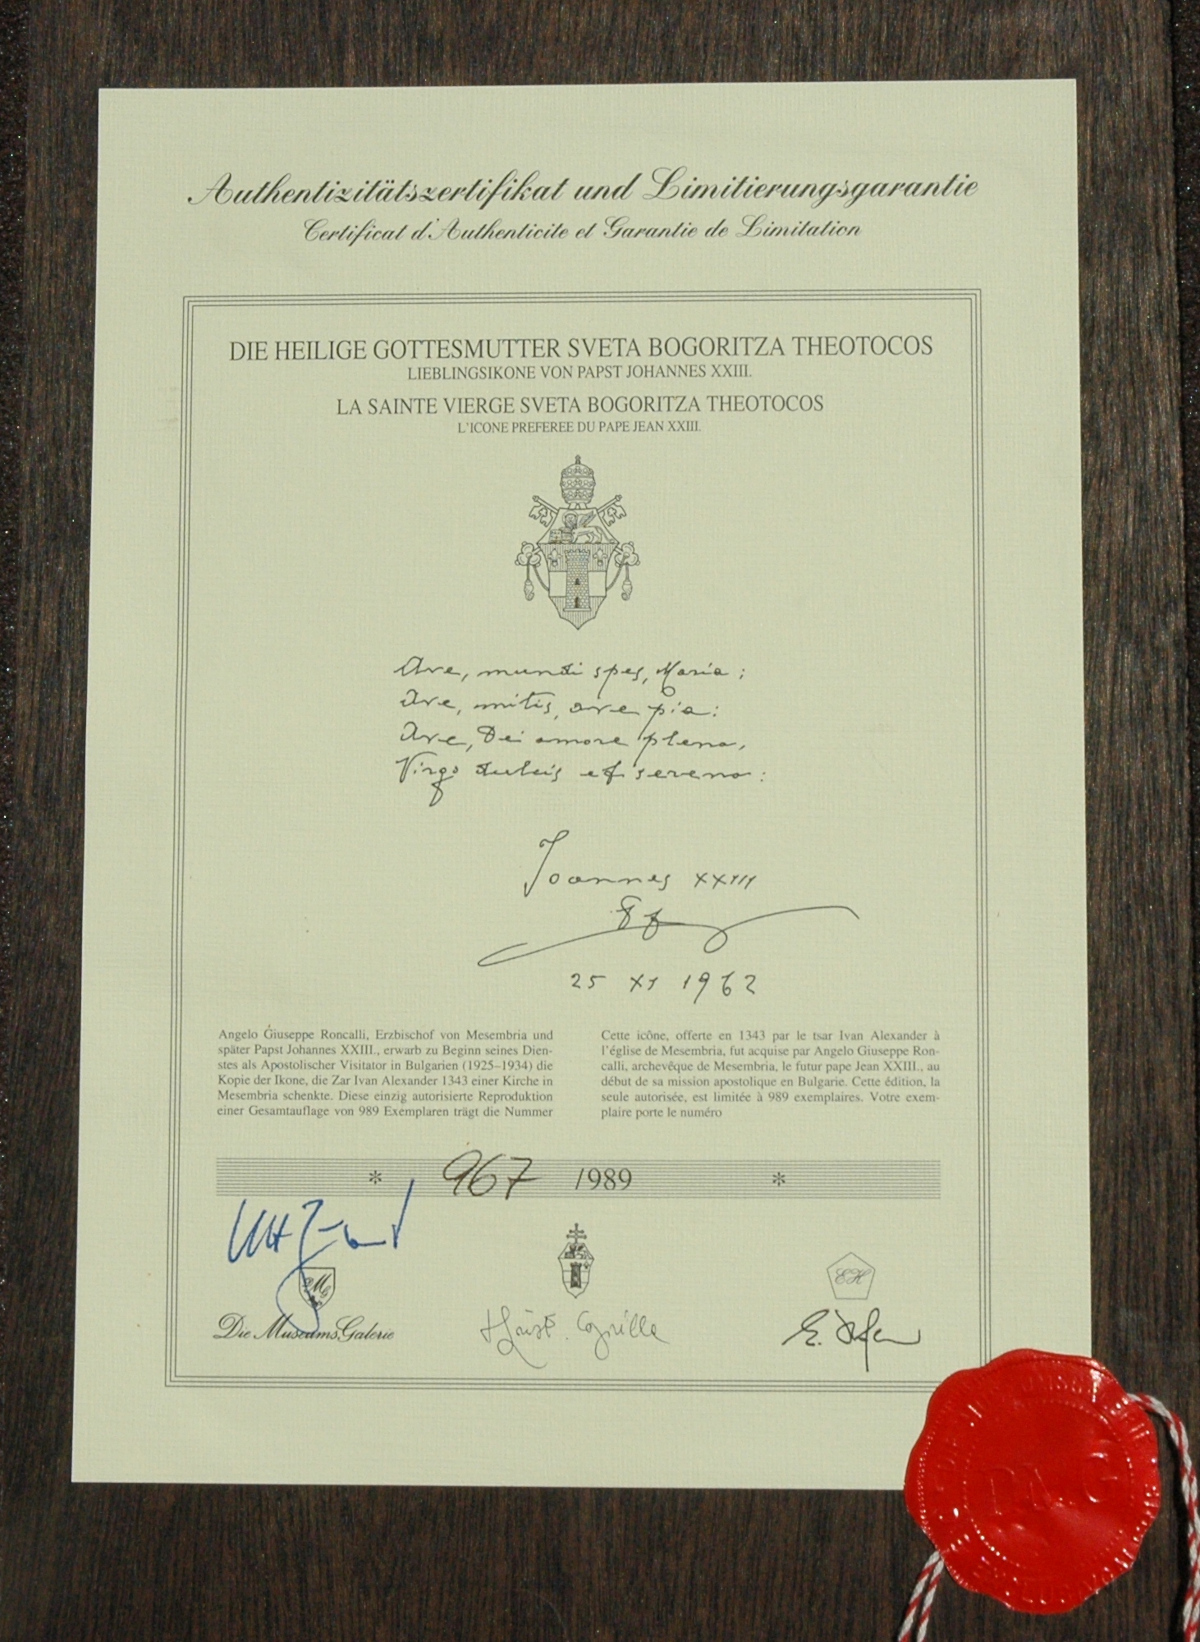 Authentizitätszertifikat und Limitierungsgarantie
Certificat d'Authenticite et Garantie de Limitation
DIE HEILIGE GOTTESMUTTER SVETA BOGORITZA THEOTOCOS
LIEBLINGSIKONE VON PAPST JOHANNES XXIII.
LA SAINTE VIERGE SVETA BOGORITZA THEOTOCOS
L'ICONE PREFEREE DU PAPE JEAN XXIII.
Ave, mundi spes, Maria;
Ave, mitis, ave pia:
Ave, Dei amore plena,
Virgo dulcis et serena:
Joannes XXIII
25 XI 1962
Angelo Giuseppe Roncalli, Erzbischof von Mesembria und
später Papst Johannes XXIII., erwarb zu Beginn seines Dien-
stes als Apostolischer Visitator in Bulgarien (1925–1934) die
Kopie der Ikone, die Zar Ivan Alexander 1343 einer Kirche in
Mesembria schenkte. Diese einzig autorisierte Reproduktion
einer Gesamtauflage von 989 Exemplaren trägt die Nummer
Cette icône, offerte en 1343 par le tsar Ivan Alexander à
l'église de Mesembria, fut acquise par Angelo Giuseppe Ron-
calli, archevêque de Mesembria, le futur pape Jean XXIII., au
début de sa mission apostolique en Bulgarie. Cette édition, la
seule autorisée, est limitée à 989 exemplaires. Votre exem-
plaire porte le numéro
* 967 /989 *
MG
EH
Die MuseumsGalerie